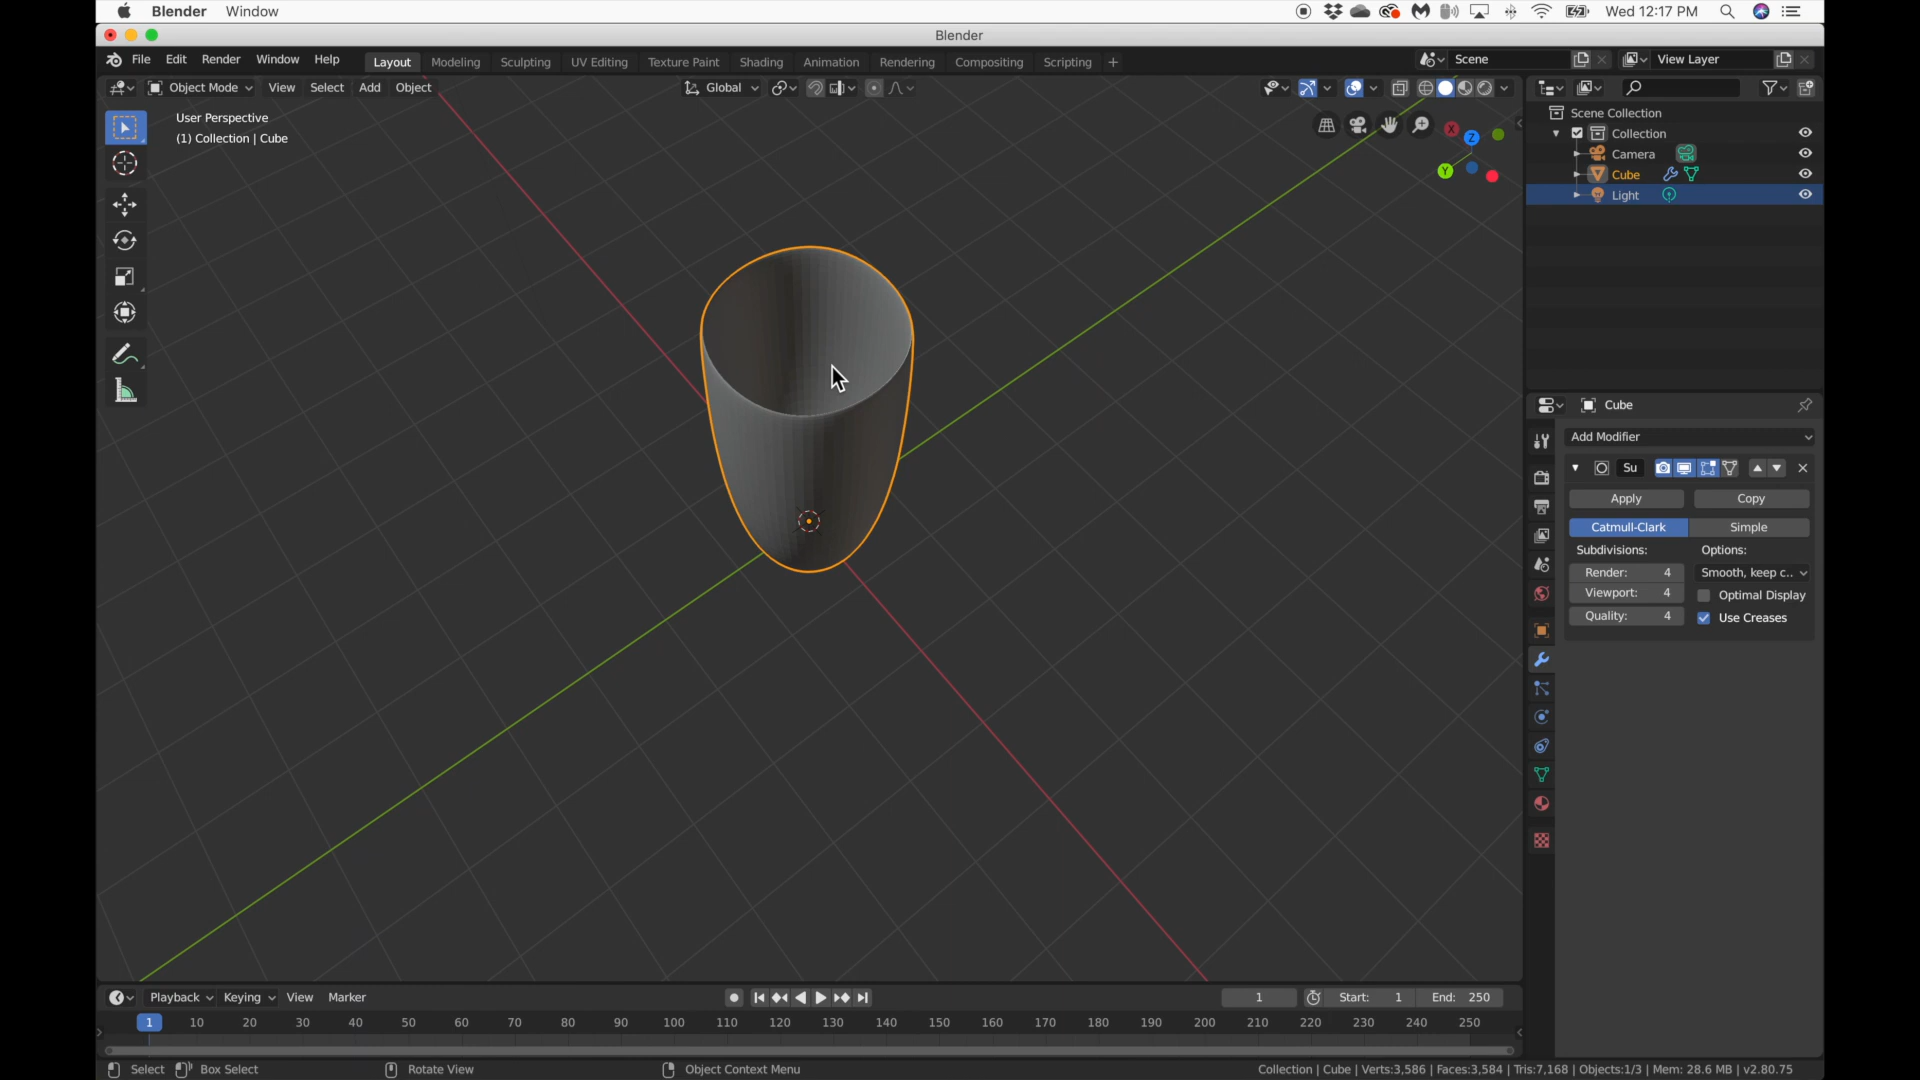 Blender Window
Wed 12:17 PM
Blender
File Edit Render Window Help
Layout Modeling Sculpting UV Editing Texture Paint Shading Animation Rendering Compositing Scripting +
Scene
View Layer
Object Mode View Select Add Object
Global
User Perspective
(1) Collection | Cube
X
Z
Y
Scene Collection
Collection
Camera
Cube
Light
Cube
Add Modifier
Su
Apply Copy
Catmull-Clark Simple
Subdivisions: Options:
Render: 4 Smooth, keep c..
Viewport: 4 Optimal Display
Quality: 4 Use Creases
Playback Keying View Marker
1
Start: 1 End: 250
1 10 20 30 40 50 60 70 80 90 100 110 120 130 140 150 160 170 180 190 200 210 220 230 240 250
Select Box Select Rotate View Object Context Menu
Collection | Cube | Verts:3,586 | Faces:3,584 | Tris:7,168 | Objects:1/3 | Mem: 28.6 MB | v2.80.75